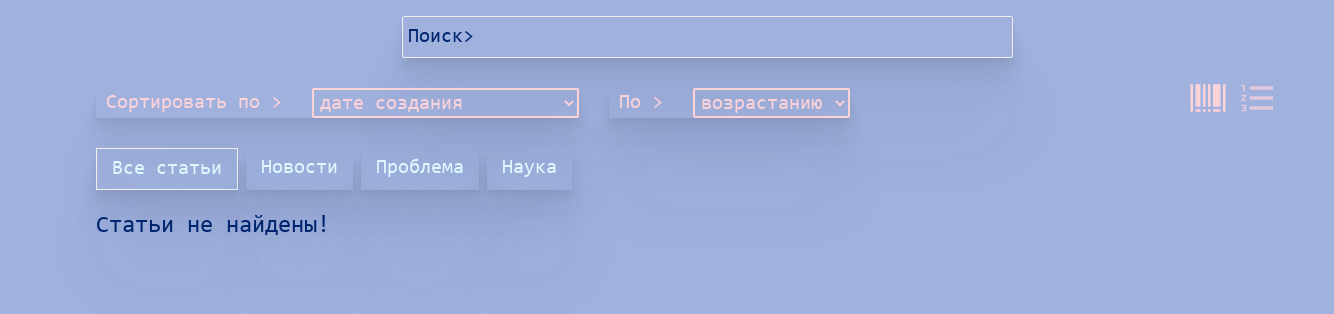 Поиск>
Сортировать по > дате создания По > возрастанию
Все статьи Новости Проблема Наука
Статьи не найдены!